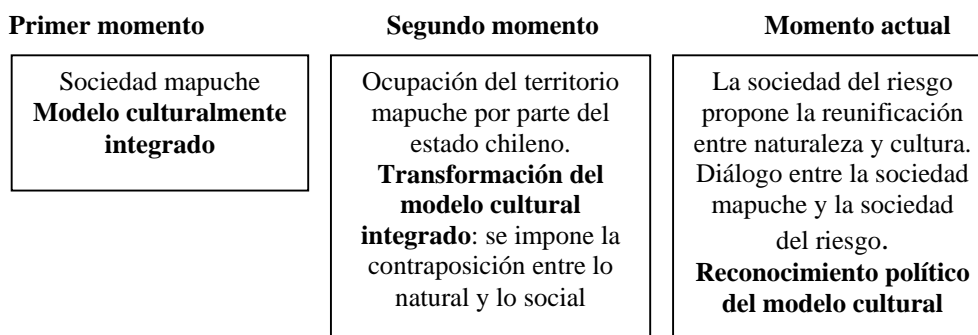 Primer momento
Sociedad mapuche
Modelo culturalmente
integrado
Segundo momento
Ocupación del territorio
mapuche por parte del
estado chileno.
Transformación del
modelo cultural
integrado: se impone la
contraposición entre lo
natural y lo social
Momento actual
La sociedad del riesgo
propone la reunificación
entre naturaleza y cultura.
Diálogo entre la sociedad
mapuche y la sociedad
del riesgo.
Reconocimiento político
del modelo cultural